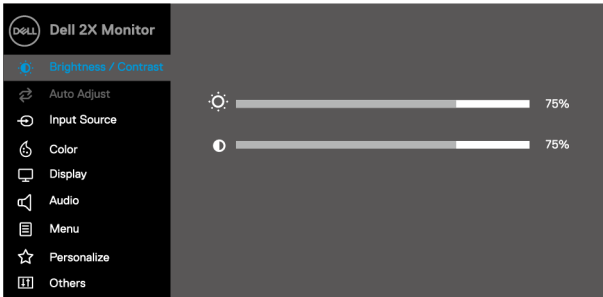 DELL
Dell 2X Monitor
Brightness / Contrast
Auto Adjust
75%
Input Source
Color
75%
Display
Audio
Menu
Personalize
Others